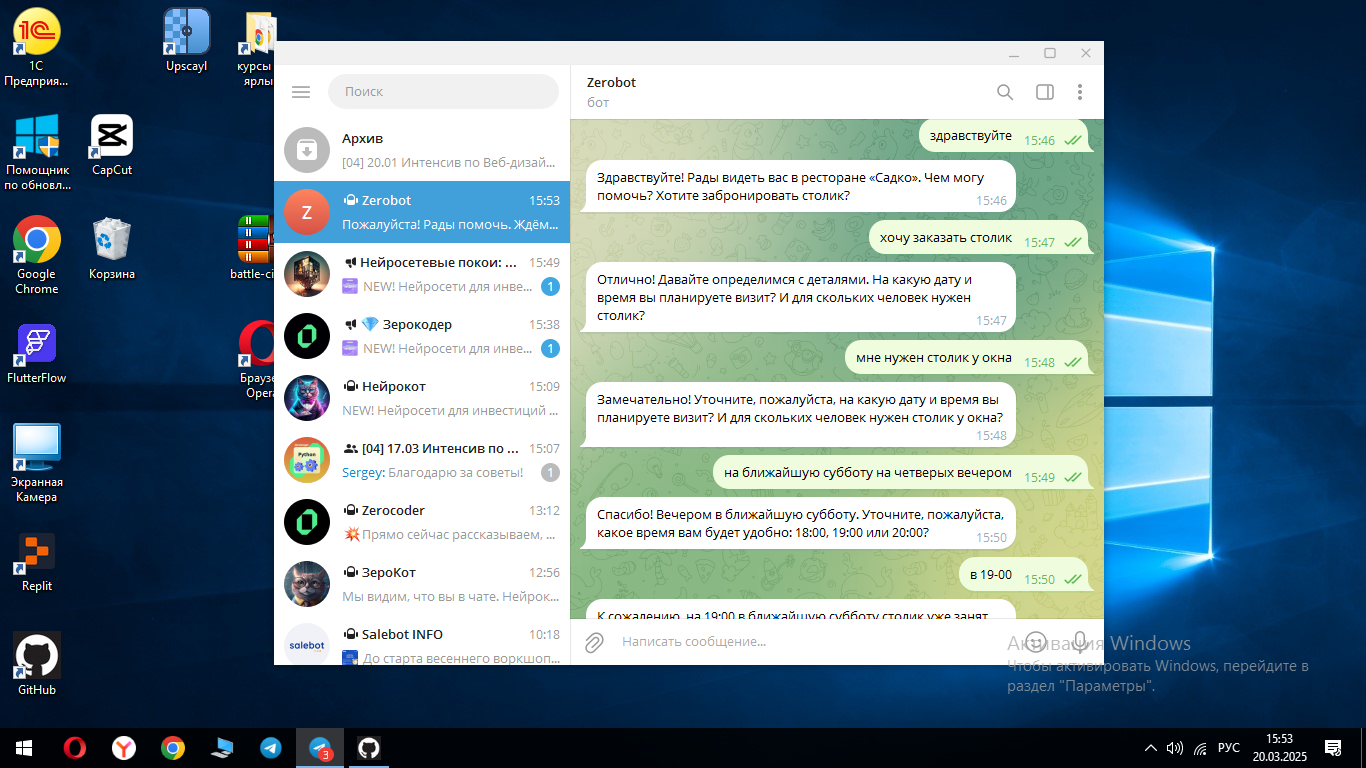 1С
Предприя...
Upscayl
курсы
ярлы
Помощник
по обновл...
CapCut
Google
Chrome
Корзина
battle-ci
FlutterFlow
Браузе
Oper
Экранная
Камера
Replit
GitHub
Поиск
Архив
[04] 20.01 Интенсив по Веб-дизай...
Z
Zerobot 15:53
Пожалуйста! Рады помочь. Ждём...
Нейросетевые покои: ... 15:49
NEW! Нейросети для инве... 1
Зерокодер 15:38
NEW! Нейросети для инве... 1
Нейрокот 15:09
NEW! Нейросети для инвестиций ...
Python
[04] 17.03 Интенсив по ... 15:07
Sergey: Благодарю за советы! 1
Zerocoder 13:12
Прямо сейчас рассказываем, ...
ЗероКот 12:56
Мы видим, что вы в чате. Нейрок...
salebot
Salebot INFO 10:18
До старта весеннего воркшоп...
Zerobot
бот
здравствуйте 15:46
Здравствуйте! Рады видеть вас в ресторане «Садко». Чем могу
помочь? Хотите забронировать столик?
15:46
хочу заказать столик 15:47
Отлично! Давайте определимся с деталями. На какую дату и
время вы планируете визит? И для скольких человек нужен
столик?
15:47
мне нужен столик у окна 15:48
Замечательно! Уточните, пожалуйста, на какую дату и время вы
планируете визит? И для скольких человек нужен столик у окна?
15:48
на ближайшую субботу на четверых вечером 15:49
Спасибо! Вечером в ближайшую субботу. Уточните, пожалуйста,
какое время вам будет удобно: 18:00, 19:00 или 20:00?
15:50
в 19-00 15:50
К сожалению, на 19:00 в ближайшую субботу столик уже занят.
Написать сообщение...
Активация Windows
Чтобы активировать Windows, перейдите в
раздел "Параметры".
3
РУС
15:53
20.03.2025